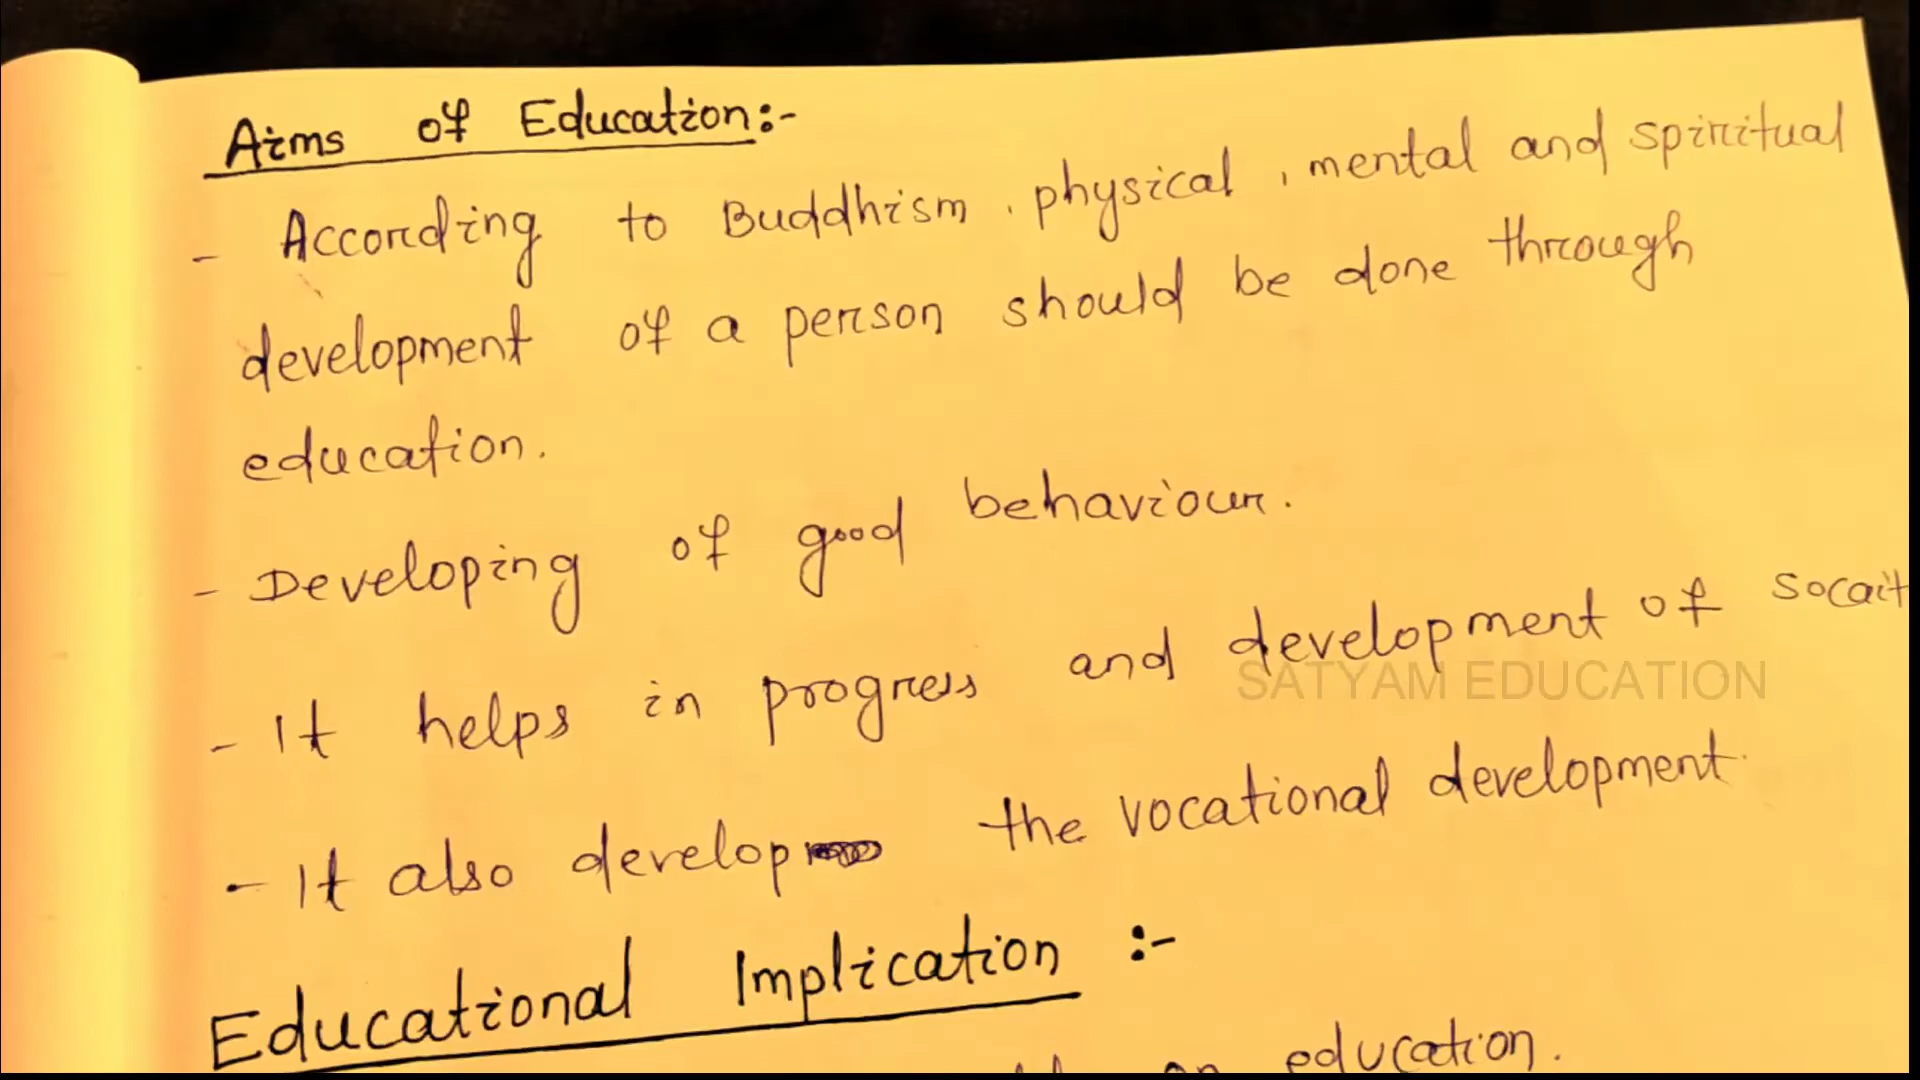 Aims of Education:-
- According to Buddhism, physical, mental and spiritual
development of a person should be done through
education.
- Developing of good behaviour.
- It helps in progress and development of socait
SATYAM EDUCATION
- It also develop the vocational development.
Educational Implication :-
on education.